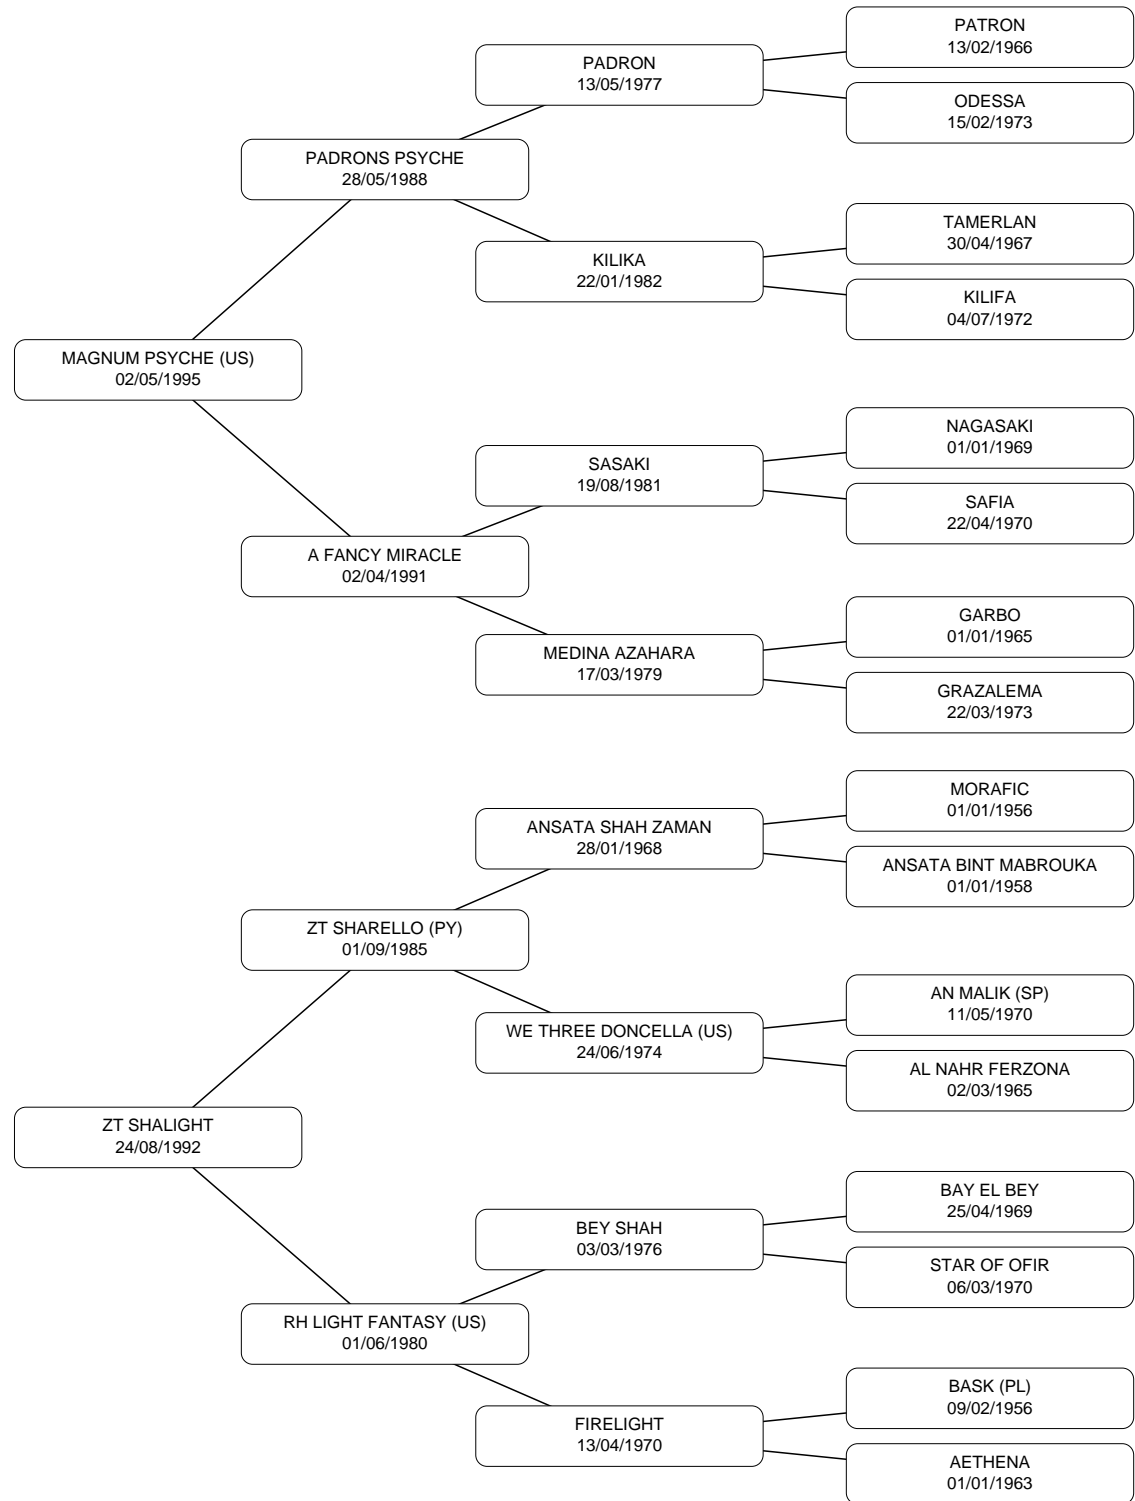 PATRON
13/02/1966
PADRON
13/05/1977
ODESSA
15/02/1973
PADRONS PSYCHE
28/05/1988
TAMERLAN
30/04/1967
KILIKA
22/01/1982
KILIFA
04/07/1972
MAGNUM PSYCHE (US)
02/05/1995
NAGASAKI
01/01/1969
SASAKI
19/08/1981
SAFIA
22/04/1970
A FANCY MIRACLE
02/04/1991
GARBO
01/01/1965
MEDINA AZAHARA
17/03/1979
GRAZALEMA
22/03/1973
MORAFIC
01/01/1956
ANSATA SHAH ZAMAN
28/01/1968
ANSATA BINT MABROUKA
01/01/1958
ZT SHARELLO (PY)
01/09/1985
AN MALIK (SP)
11/05/1970
WE THREE DONCELLA (US)
24/06/1974
AL NAHR FERZONA
02/03/1965
ZT SHALIGHT
24/08/1992
BAY EL BEY
25/04/1969
BEY SHAH
03/03/1976
STAR OF OFIR
06/03/1970
RH LIGHT FANTASY (US)
01/06/1980
BASK (PL)
09/02/1956
FIRELIGHT
13/04/1970
AETHENA
01/01/1963